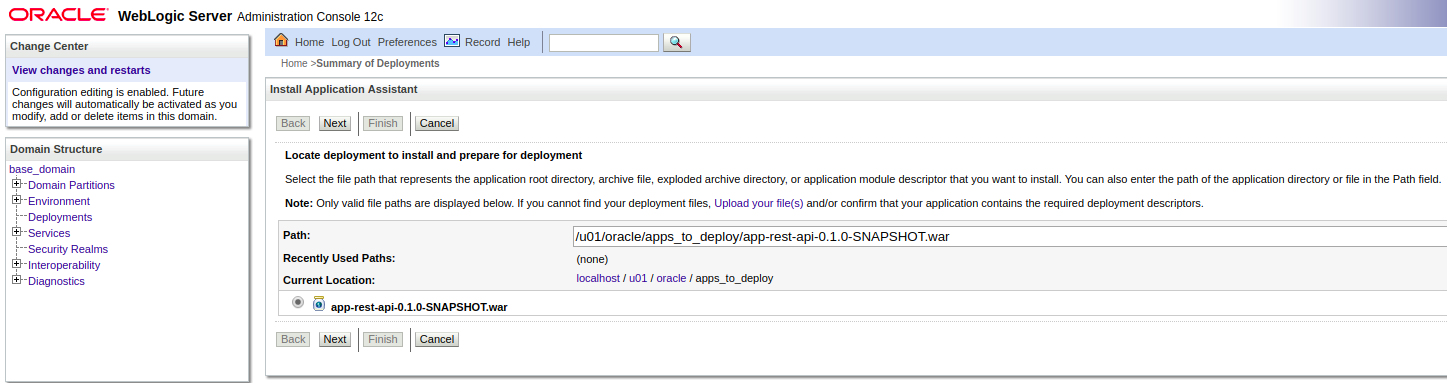 ORACLE® WebLogic Server Administration Console 12c
Change Center
View changes and restarts
Configuration editing is enabled. Future
changes will automatically be activated as you
modify, add or delete items in this domain.
Domain Structure
base_domain
Domain Partitions
Environment
Deployments
Services
Security Realms
Interoperability
Diagnostics
Home Log Out Preferences Record Help
Home >Summary of Deployments
Install Application Assistant
Back Next Finish Cancel
Locate deployment to install and prepare for deployment
Select the file path that represents the application root directory, archive file, exploded archive directory, or application module descriptor that you want to install. You can also enter the path of the application directory or file in the Path field.
Note: Only valid file paths are displayed below. If you cannot find your deployment files, Upload your file(s) and/or confirm that your application contains the required deployment descriptors.
Path: /u01/oracle/apps_to_deploy/app-rest-api-0.1.0-SNAPSHOT.war
Recently Used Paths: (none)
Current Location: localhost / u01 / oracle / apps_to_deploy
app-rest-api-0.1.0-SNAPSHOT.war
Back Next Finish Cancel